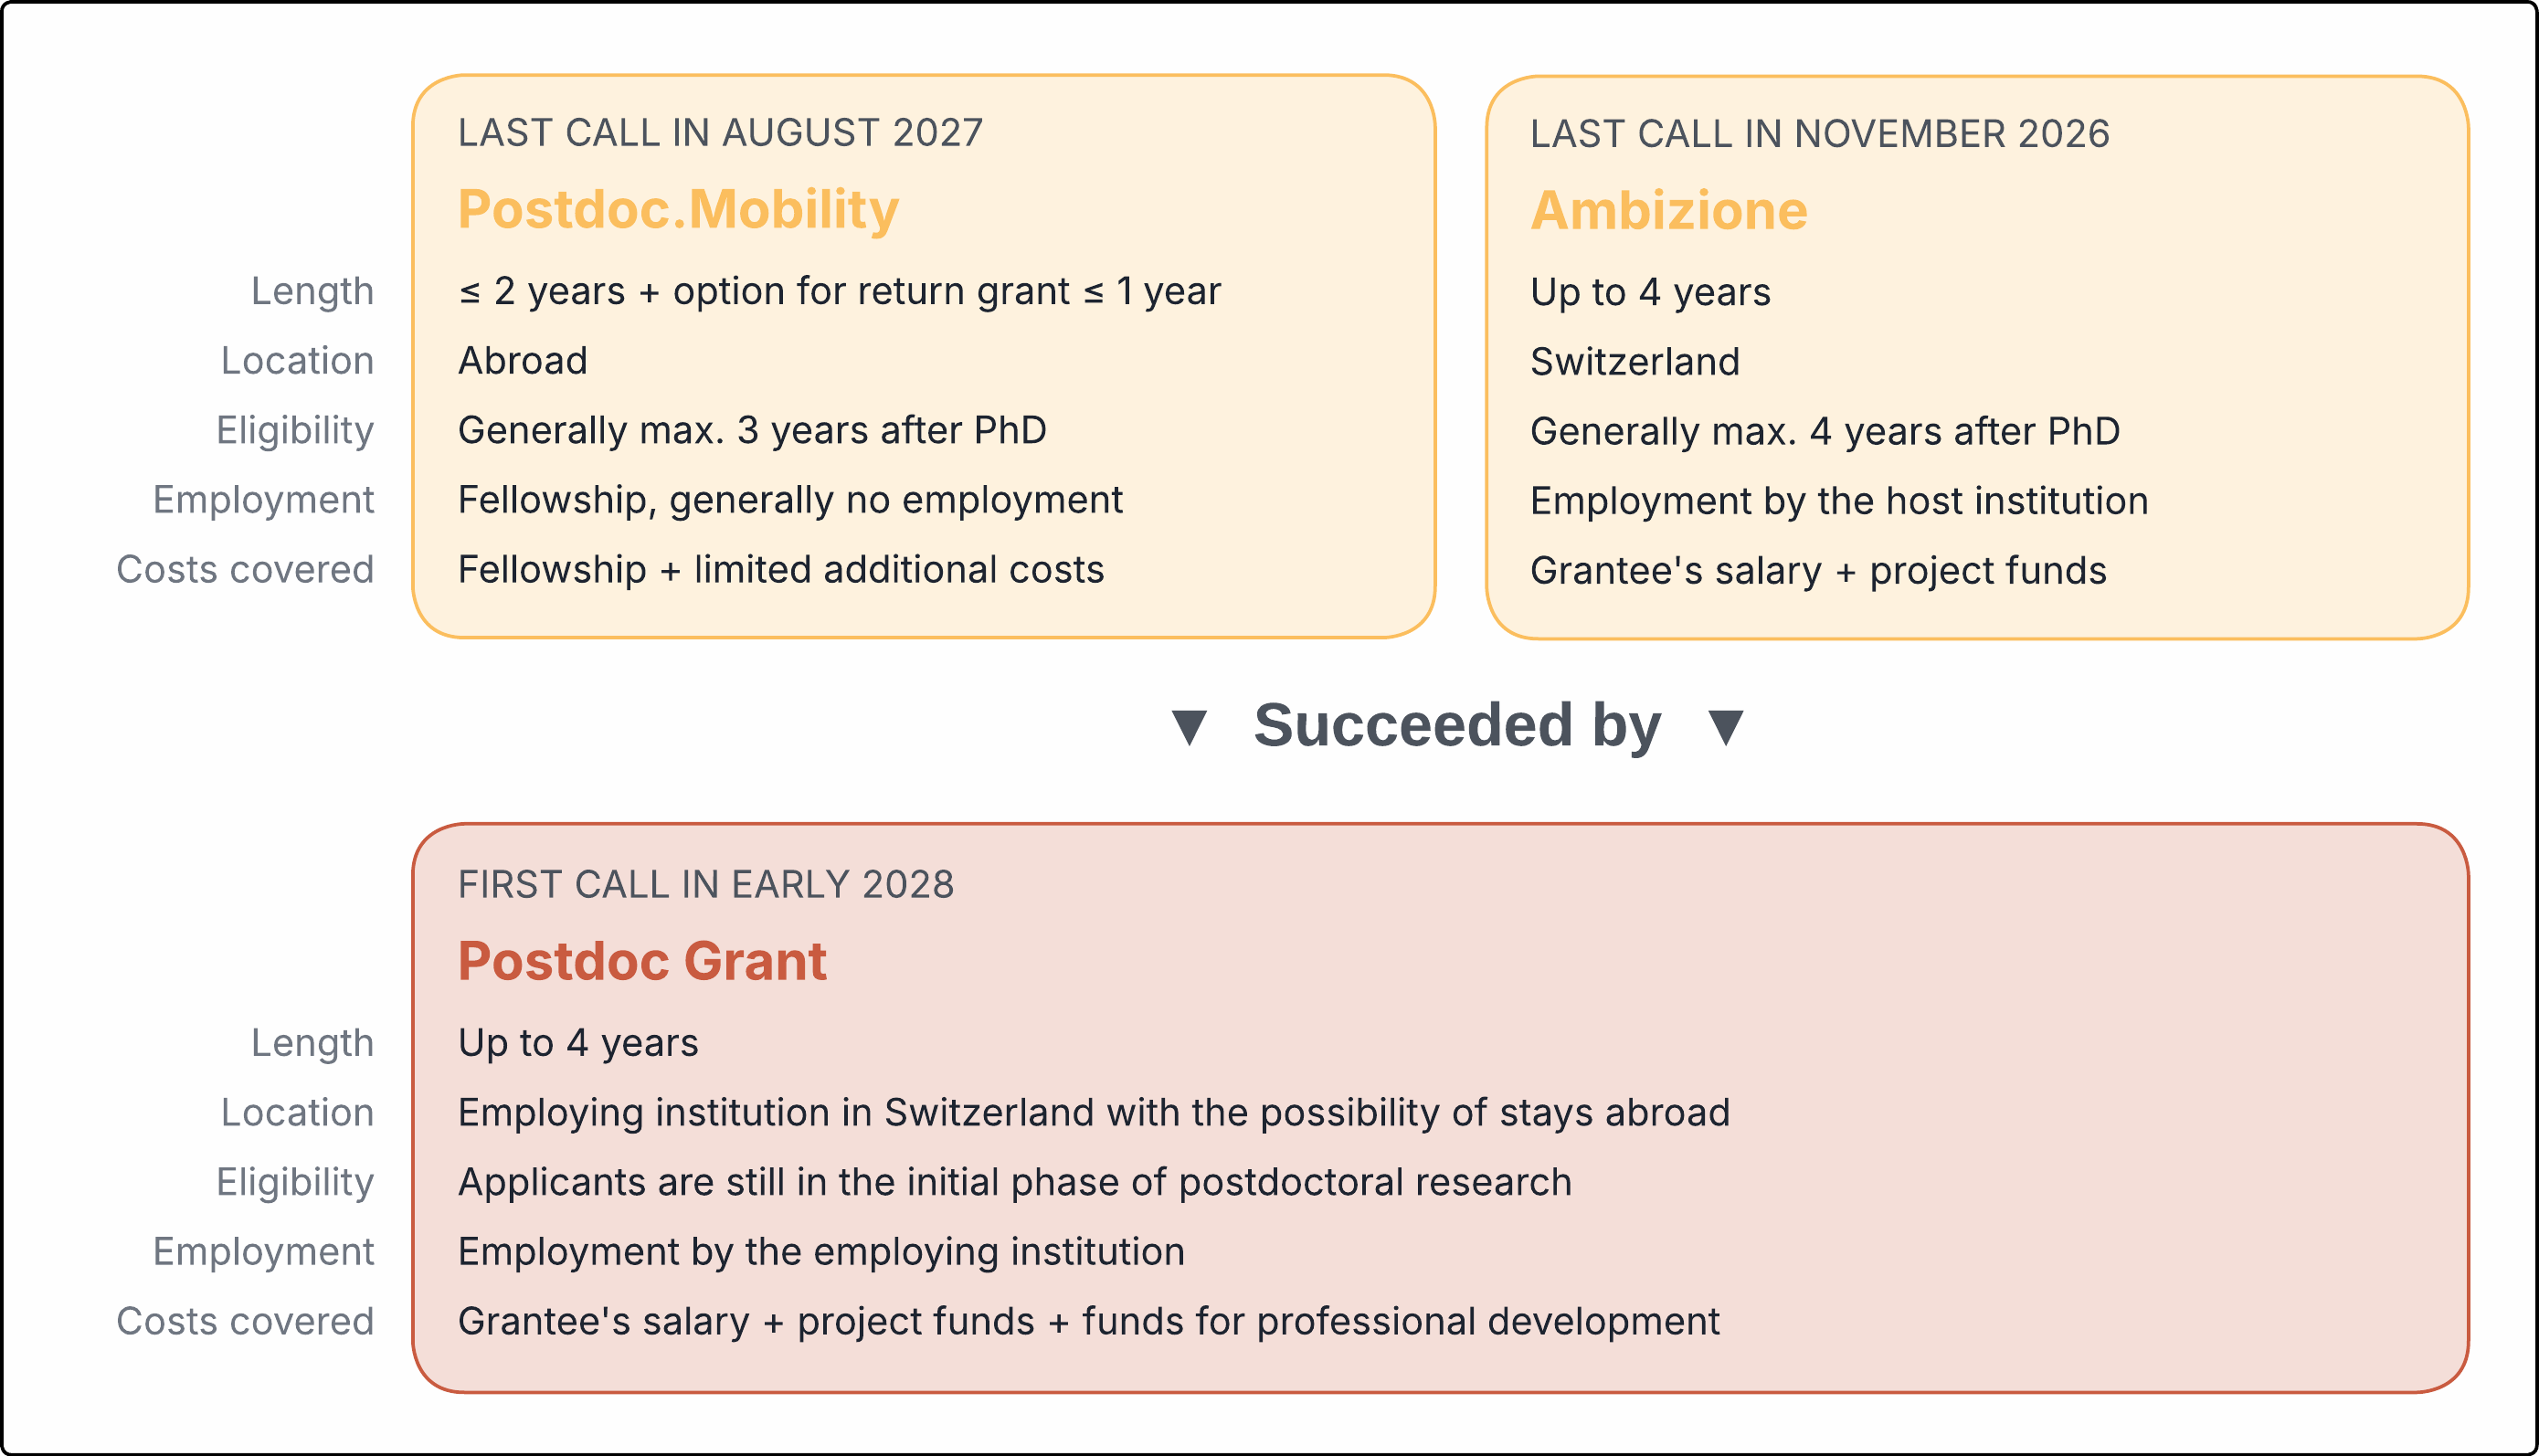 LAST CALL IN AUGUST 2027
Postdoc.Mobility
Length ≤ 2 years + option for return grant ≤ 1 year
Location Abroad
Eligibility Generally max. 3 years after PhD
Employment Fellowship, generally no employment
Costs covered Fellowship + limited additional costs
LAST CALL IN NOVEMBER 2026
Ambizione
Up to 4 years
Switzerland
Generally max. 4 years after PhD
Employment by the host institution
Grantee's salary + project funds
▼ Succeeded by ▼
FIRST CALL IN EARLY 2028
Postdoc Grant
Length Up to 4 years
Location Employing institution in Switzerland with the possibility of stays abroad
Eligibility Applicants are still in the initial phase of postdoctoral research
Employment Employment by the employing institution
Costs covered Grantee's salary + project funds + funds for professional development